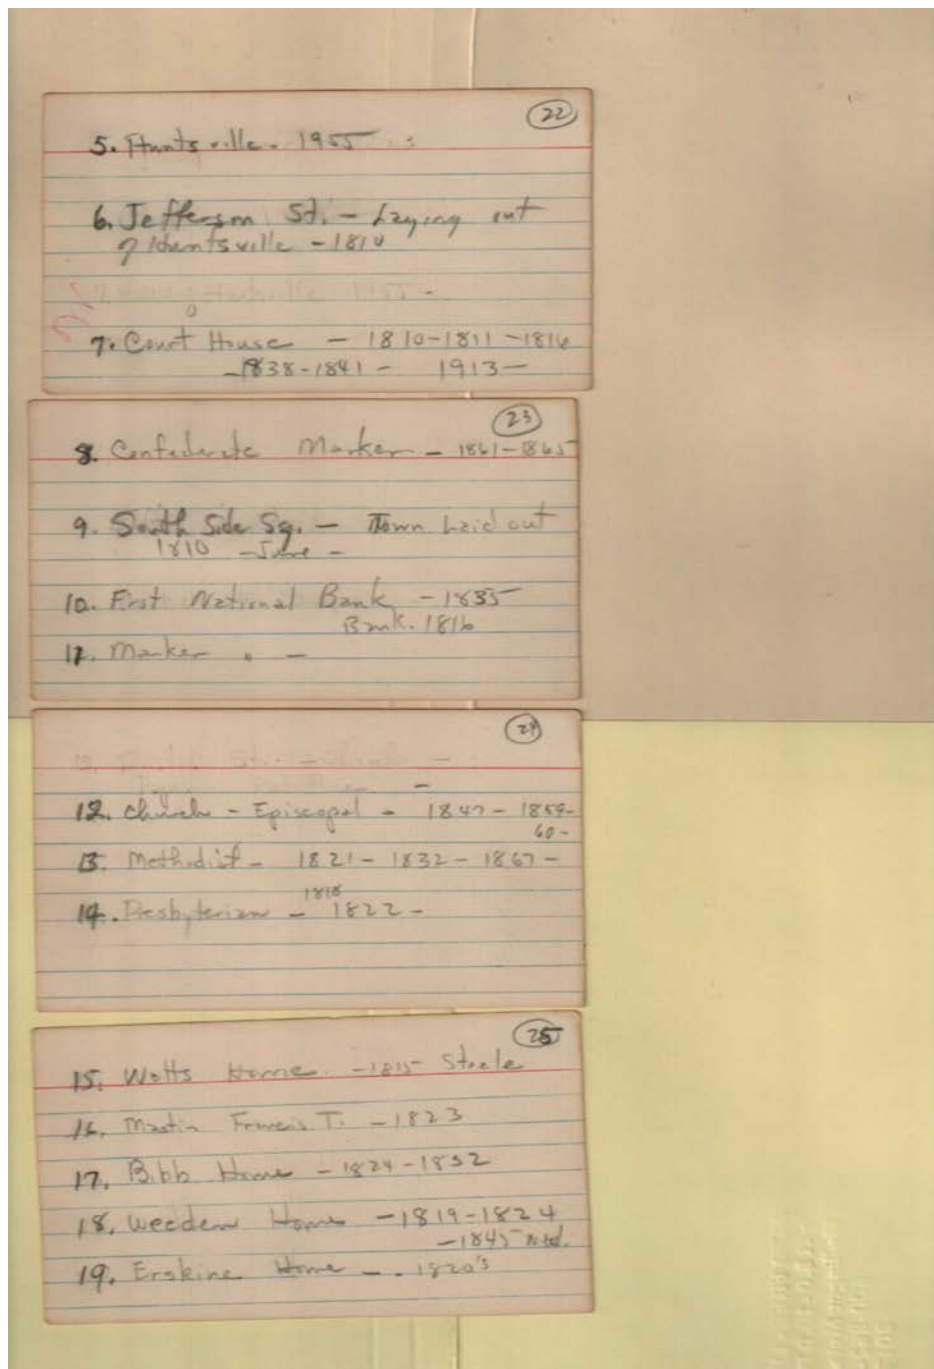 22
5. Huntsville - 1955
6. Jefferson St. - Laying out
of Huntsville - 1810
Huntsville 1955 -
7. Court House - 1810-1811-1816
-1838-1841 - 1913-
23
8. Confederate Marker - 1861-1865
9. South Side Sq. - Town Laid out
1810 - June -
10. First National Bank - 1835
Bank. 1816
11. Marker -
24
12. Church - Episcopal - 1847 - 1859-
60-
13. Methodist - 1821 - 1832 - 1867 -
1818
14. Presbyterian - 1822 -
25
15. Watts Home. - 1815 Steele
16. Mastin Francis T. - 1823
17. Bibb Home - 1824-1832
18. Weeden Home - 1819-1824
-1845
19. Erskine Home - 1820's